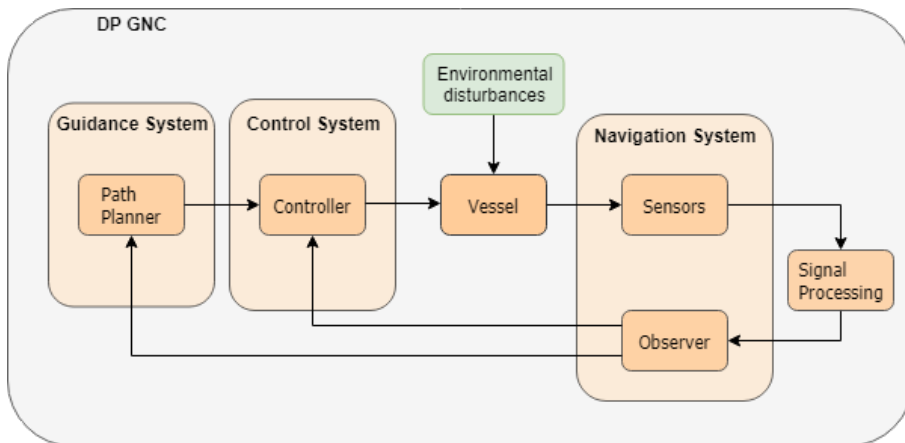 DP GNC
Environmental
disturbances
Guidance System
Control System
Navigation System
Path
Planner
Controller
Vessel
Sensors
Signal
Processing
Observer